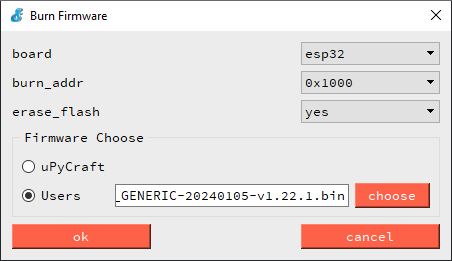 Burn Firmware
board esp32
burn_addr 0x1000
erase_flash yes
Firmware Choose
uPyCraft
Users _GENERIC-20240105-v1.22.1.bin choose
ok cancel